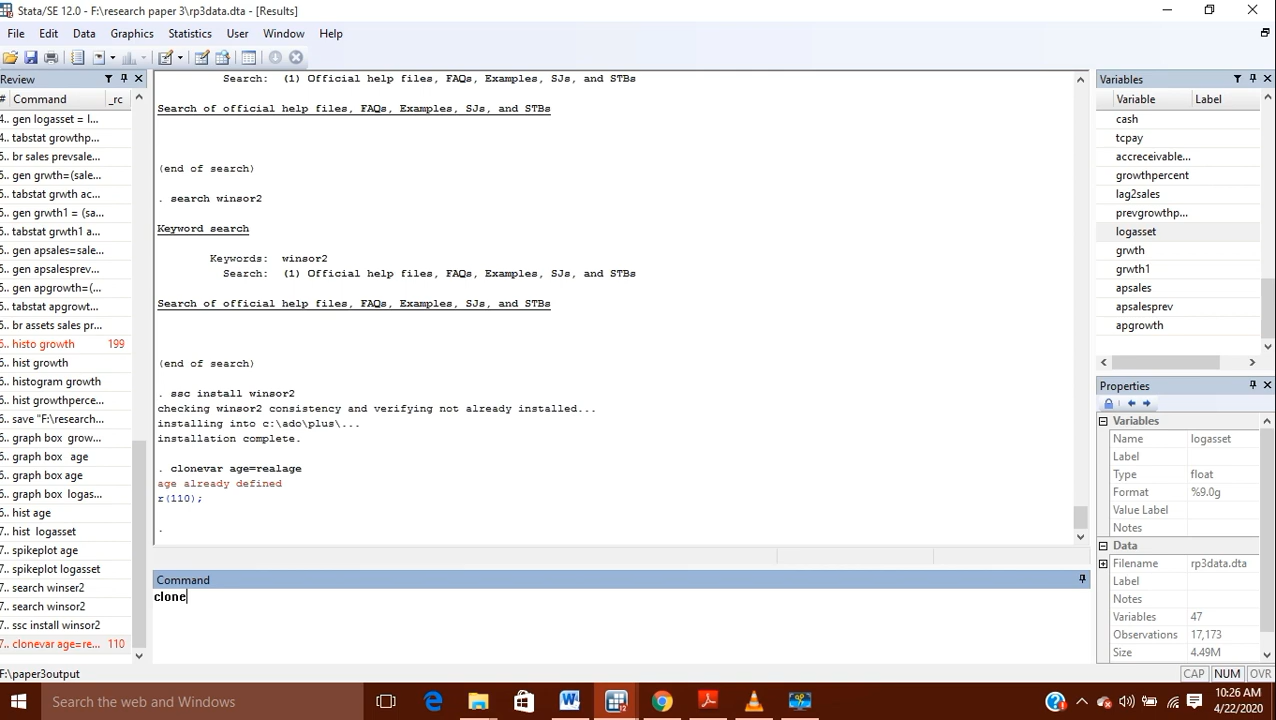 Stata/SE 12.0 - F:\research paper 3\rp3data.dta - [Results]
File Edit Data Graphics Statistics User Window Help
Review
# Command _rc
4.. gen logasset = l...
4.. tabstat growthp...
5.. br sales prevsale...
5.. gen grwth=(sale...
5.. tabstat grwth ac...
5.. gen grwth1 = (sa...
5.. tabstat grwth1 a...
5.. gen apsales=sale...
5.. gen apsalesprev...
5.. gen apgrowth=(...
5.. tabstat apgrowt...
5.. br assets sales pr...
6.. histo growth 199
6.. hist growth
6.. histogram growth
6.. hist growthperce...
6.. save "F:\research...
6.. graph box grow...
6.. graph box age
6.. graph box age
6.. graph box logas...
6.. hist age
7.. hist logasset
7.. spikeplot age
7.. spikeplot logasset
7.. search winser2
7.. search winsor2
7.. ssc install winsor2
7.. clonevar age=re... 110
Search: (1) Official help files, FAQs, Examples, SJs, and STBs
Search of official help files, FAQs, Examples, SJs, and STBs
(end of search)
. search winsor2
Keyword search
Keywords: winsor2
Search: (1) Official help files, FAQs, Examples, SJs, and STBs
Search of official help files, FAQs, Examples, SJs, and STBs
(end of search)
. ssc install winsor2
checking winsor2 consistency and verifying not already installed...
installing into c:\ado\plus\...
installation complete.
. clonevar age=realage
age already defined
r(110);
.
Command
clone
Variables
Variable Label
cash
tcpay
accreceivable...
growthpercent
lag2sales
prevgrowthp...
logasset
grwth
grwth1
apsales
apsalesprev
apgrowth
Properties
Variables
Name logasset
Label
Type float
Format %9.0g
Value Label
Notes
Data
Filename rp3data.dta
Label
Notes
Variables 47
Observations 17,173
Size 4.49M
F:\paper3output
CAP NUM OVR
Search the web and Windows
10:26 AM
4/22/2020